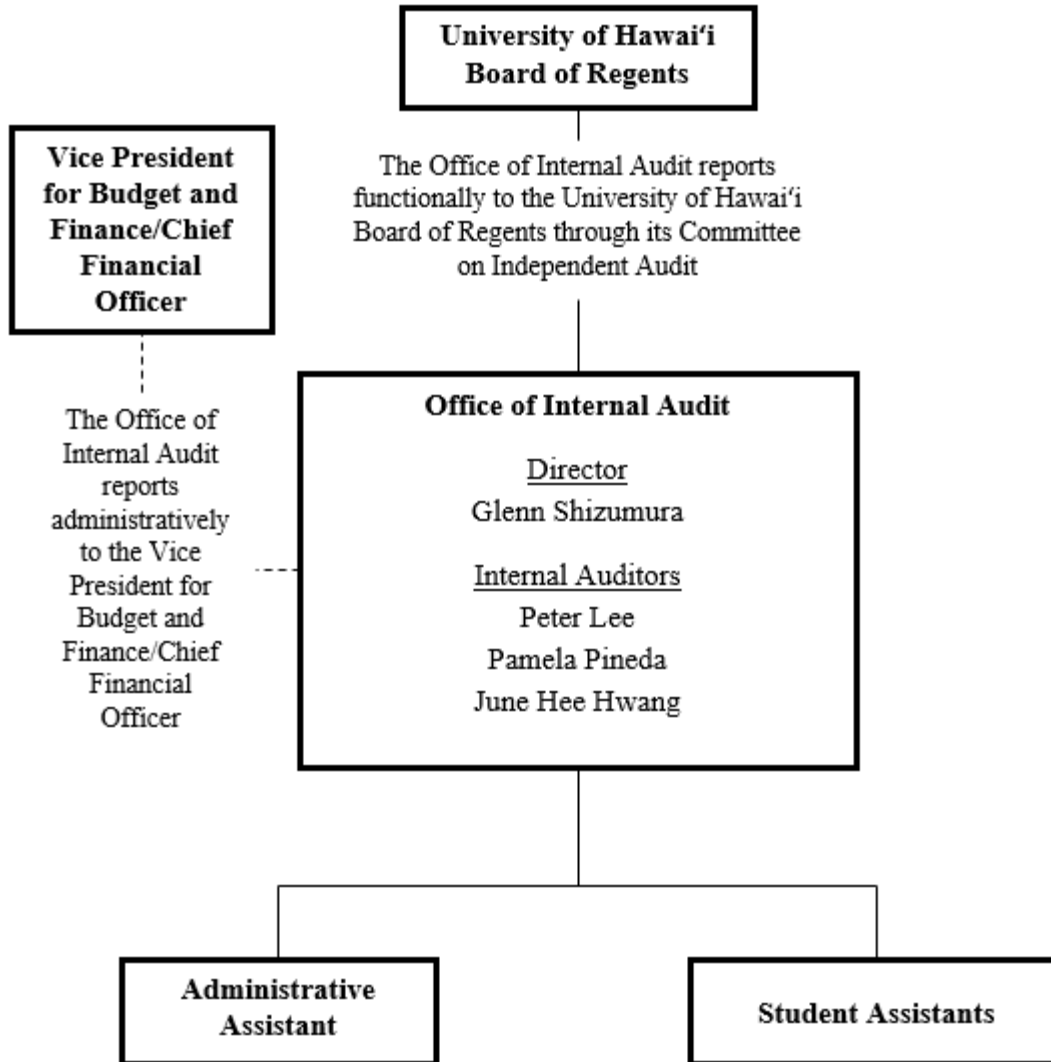 University of Hawaiʻi
Board of Regents
Vice President
for Budget and
Finance/Chief
Financial
Officer
The Office of Internal Audit reports
functionally to the University of Hawaiʻi
Board of Regents through its Committee
on Independent Audit
The Office of
Internal Audit
reports
administratively
to the Vice
President for
Budget and
Finance/Chief
Financial
Officer
Office of Internal Audit
Director
Glenn Shizumura
Internal Auditors
Peter Lee
Pamela Pineda
June Hee Hwang
Administrative
Assistant
Student Assistants